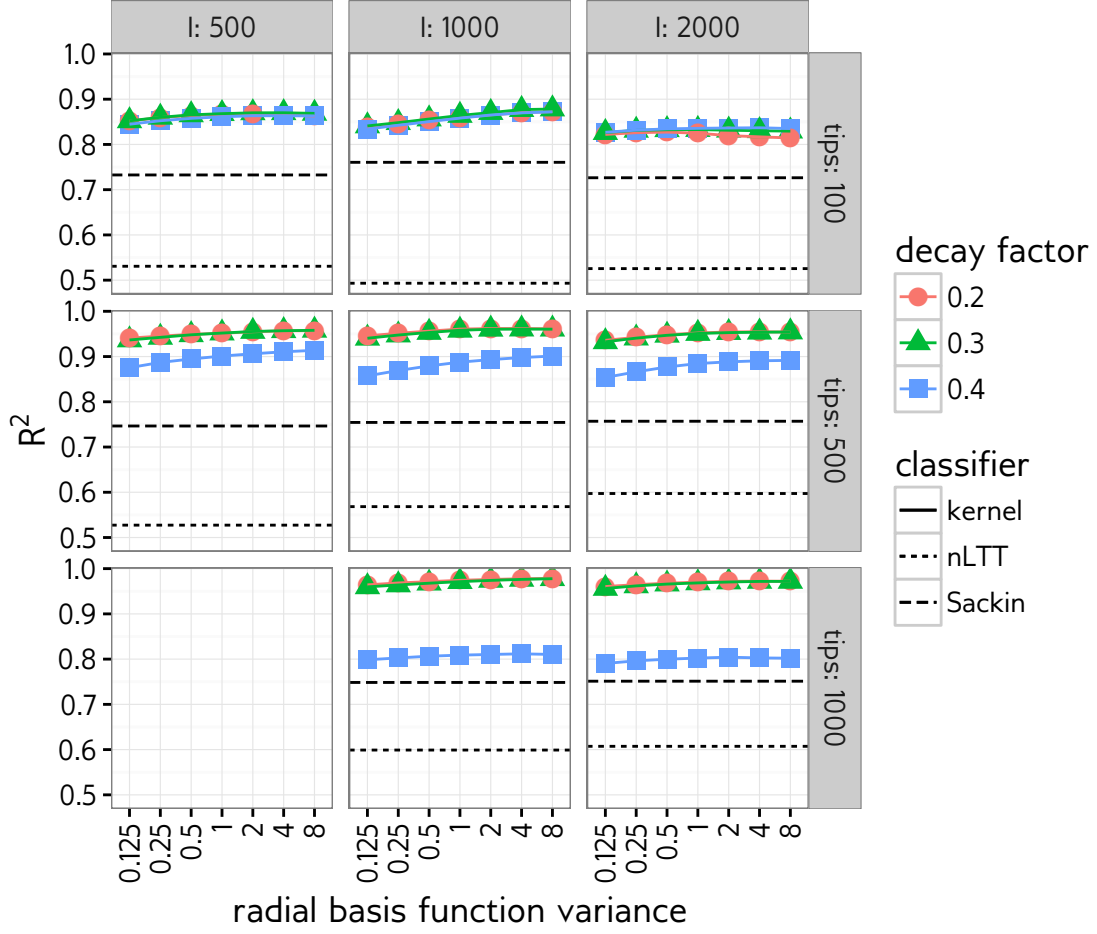 I: 500 I: 1000 I: 2000
1.0
0.9
0.8
0.7
0.6
0.5
tips: 100
1.0
0.9
0.8
0.7
0.6
0.5
tips: 500
1.0
0.9
0.8
0.7
0.6
0.5
tips: 1000
R²
0.125 0.25 0.5 1 2 4 8
0.125 0.25 0.5 1 2 4 8
0.125 0.25 0.5 1 2 4 8
radial basis function variance
decay factor
0.2
0.3
0.4
classifier
kernel
nLTT
Sackin